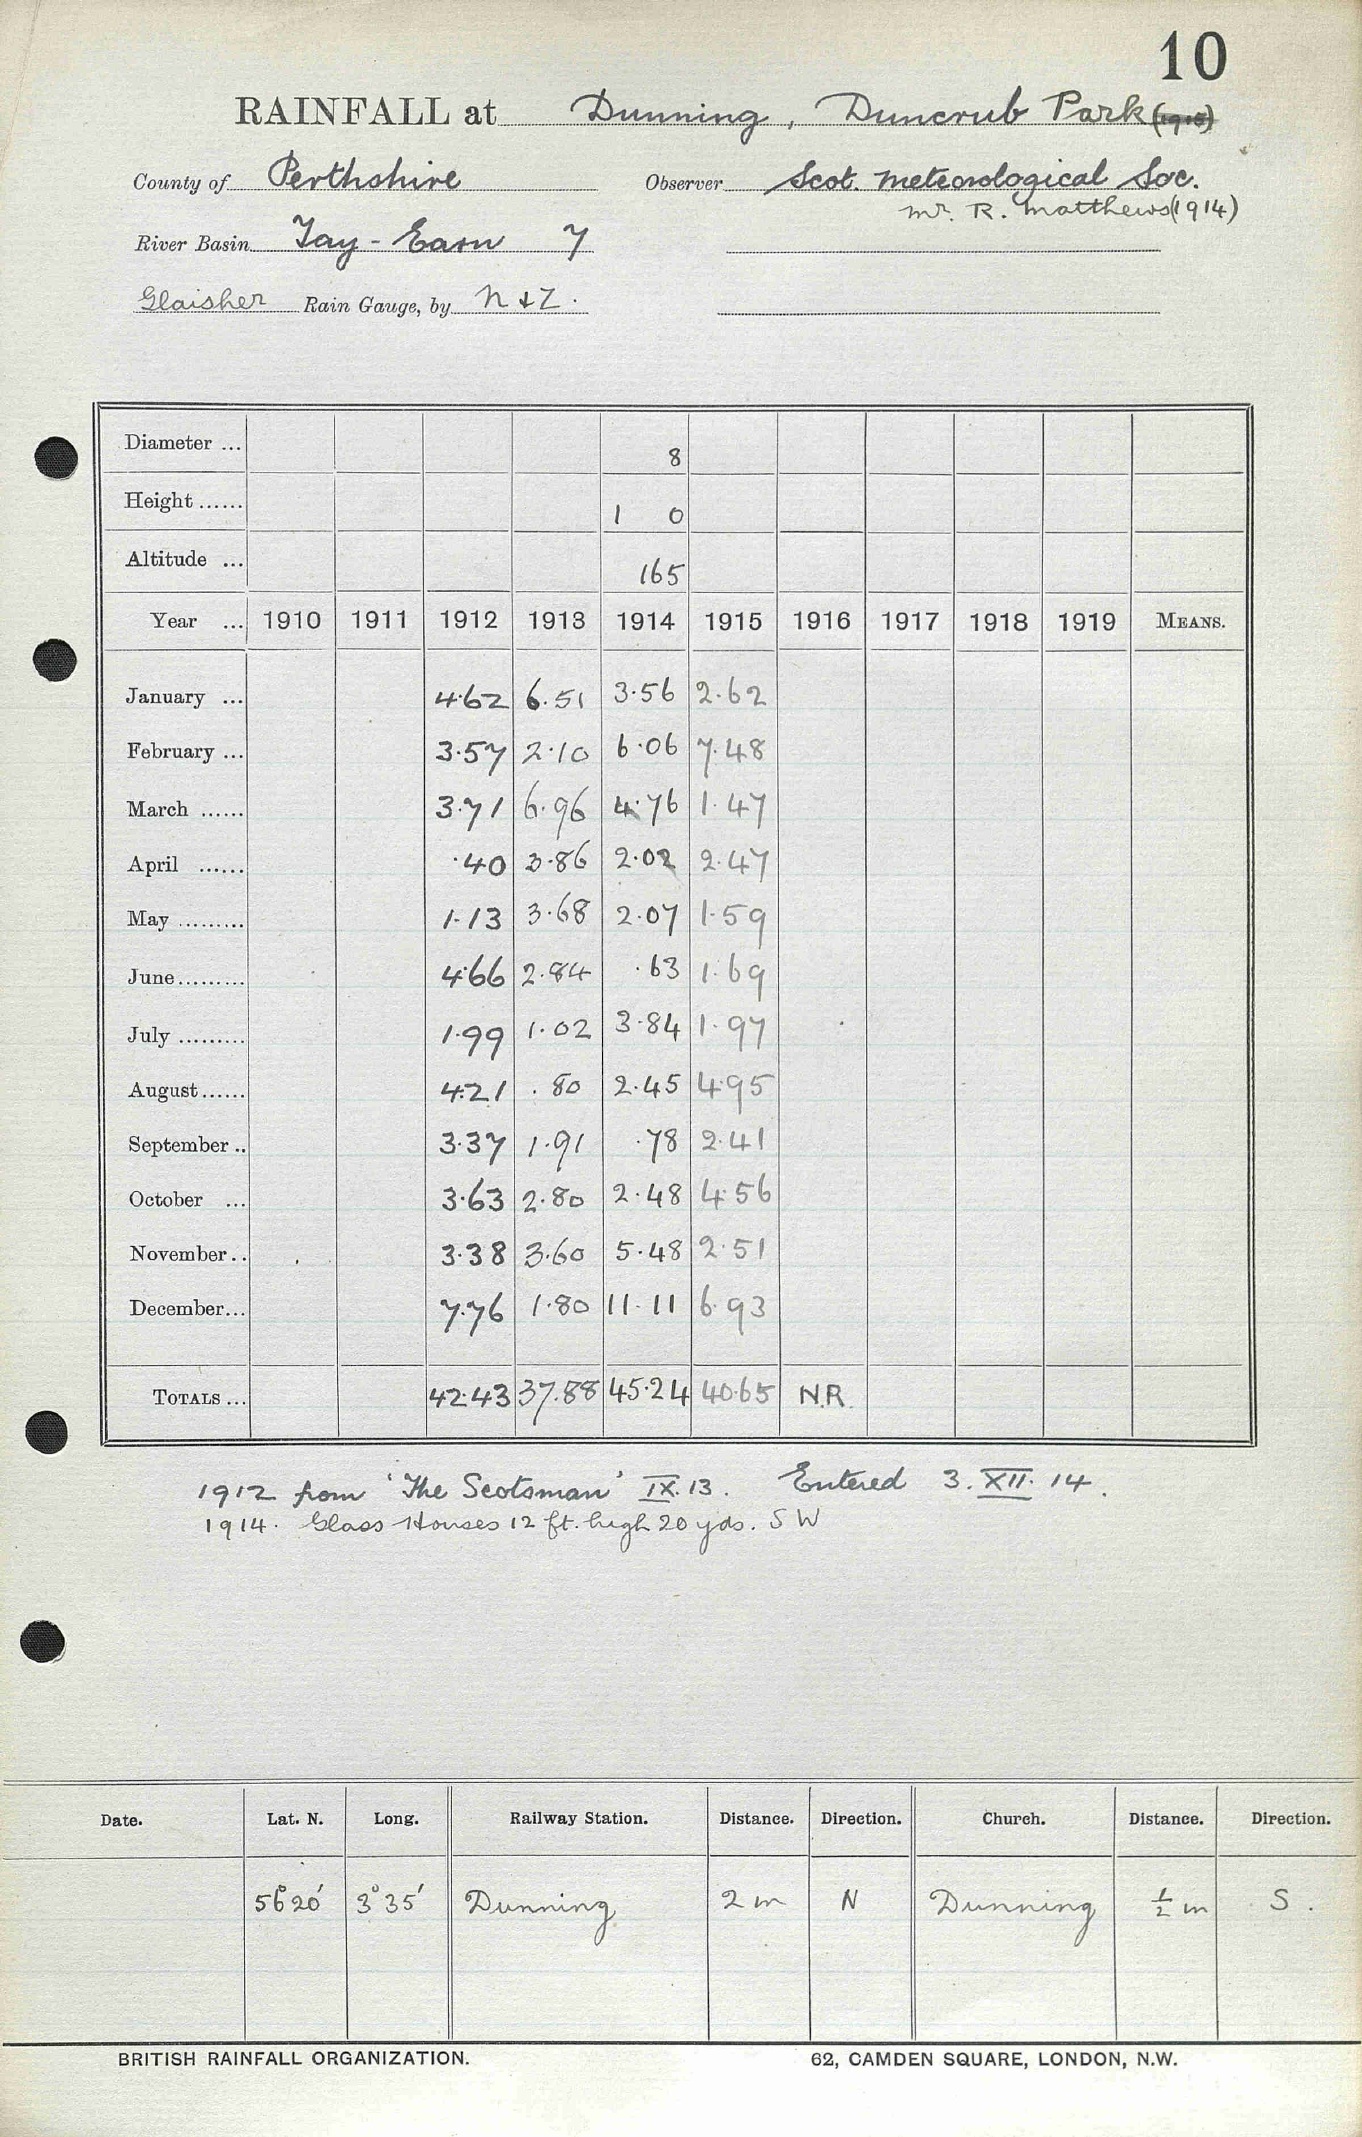 10
RAINFALL at Dunning, Duncrub Park (1915)
County of Perthshire Observer Scot. Meteorological Soc.
Mr. R. Matthews (1914)
River Basin Tay - Earn 7
Glaisher Rain Gauge, by N & Z.
Diameter ... 8
Height ...... 1 0
Altitude ... 165
Year ... 1910 1911 1912 1913 1914 1915 1916 1917 1918 1919 MEANS.
January ... 4.62 6.51 3.56 2.62
February ... 3.57 2.10 6.06 7.48
March ...... 3.71 6.96 4.76 1.47
April ...... .40 3.86 2.02 2.47
May ......... 1.13 3.68 2.07 1.59
June......... 4.66 2.84 .63 1.69
July ......... 1.99 1.02 3.84 1.97
August...... 4.21 .80 2.45 4.95
September .. 3.37 1.91 .78 2.41
October ... 3.63 2.80 2.48 4.56
November .. 3.38 3.60 5.48 2.51
December... 7.76 1.80 11.11 6.93
TOTALS ... 42.43 37.88 45.24 40.65 N.R.
1912 from 'The Scotsman' IX.13. Entered 3.XII.14.
1914. Glass Houses 12 ft. high 20 yds. SW
Date. Lat. N. Long. Railway Station. Distance. Direction. Church. Distance. Direction.
56°20' 3°35' Dunning 2 m N Dunning ½ m S.
BRITISH RAINFALL ORGANIZATION. 62, CAMDEN SQUARE, LONDON, N.W.